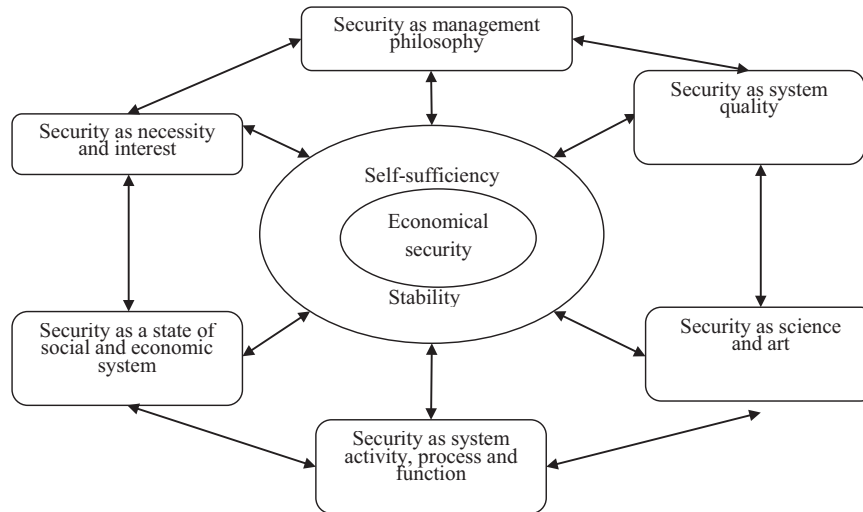 Security as management
philosophy
Security as system
quality
Security as necessity
and interest
Self-sufficiency
Economical
security
Stability
Security as a state of
social and economic
system
Security as science
and art
Security as system
activity, process and
function